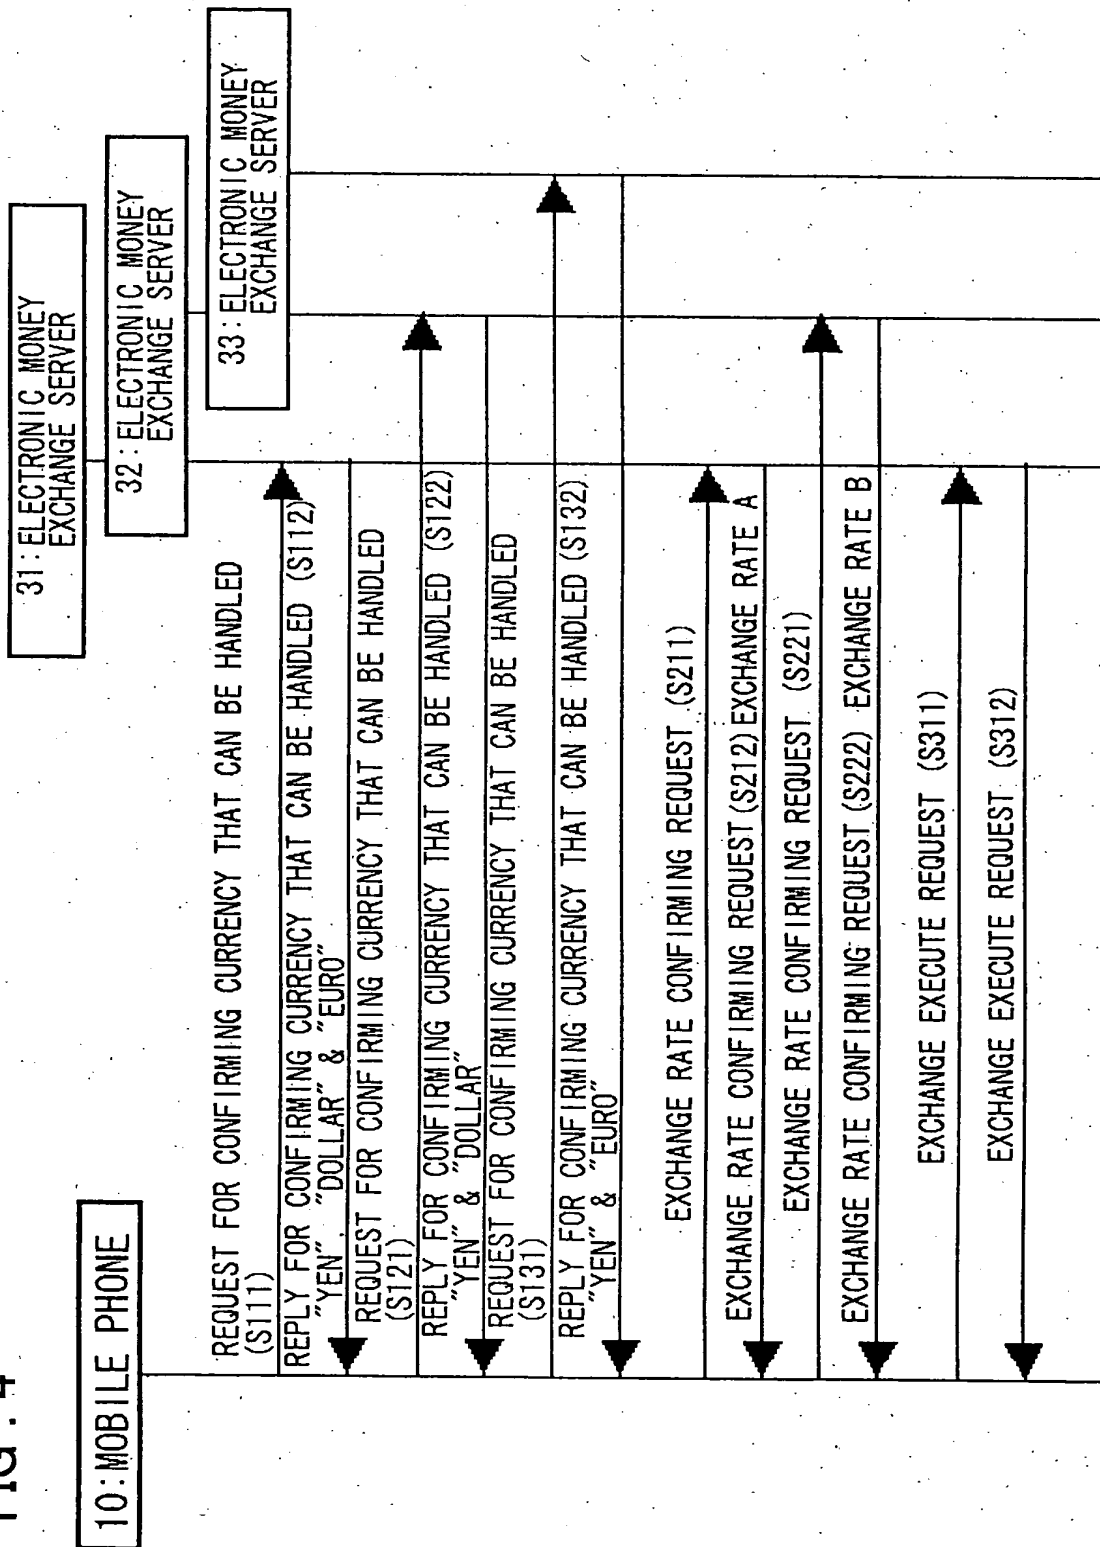 FIG. 4
10:MOBILE PHONE
31:ELECTRONIC MONEY
EXCHANGE SERVER
32:ELECTRONIC MONEY
EXCHANGE SERVER
33:ELECTRONIC MONEY
EXCHANGE SERVER
REQUEST FOR CONFIRMING CURRENCY THAT CAN BE HANDLED
(S111)
REPLY FOR CONFIRMING CURRENCY THAT CAN BE HANDLED (S112)
"YEN", "DOLLAR" & "EURO"
REQUEST FOR CONFIRMING CURRENCY THAT CAN BE HANDLED
(S121)
REPLY FOR CONFIRMING CURRENCY THAT CAN BE HANDLED (S122)
"YEN" & "DOLLAR"
REQUEST FOR CONFIRMING CURRENCY THAT CAN BE HANDLED
(S131)
REPLY FOR CONFIRMING CURRENCY THAT CAN BE HANDLED (S132)
"YEN" & "EURO"
EXCHANGE RATE CONFIRMING REQUEST (S211)
EXCHANGE RATE CONFIRMING REQUEST (S212) EXCHANGE RATE A
EXCHANGE RATE CONFIRMING REQUEST (S221)
EXCHANGE RATE CONFIRMING REQUEST (S222) EXCHANGE RATE B
EXCHANGE EXECUTE REQUEST (S311)
EXCHANGE EXECUTE REQUEST (S312)